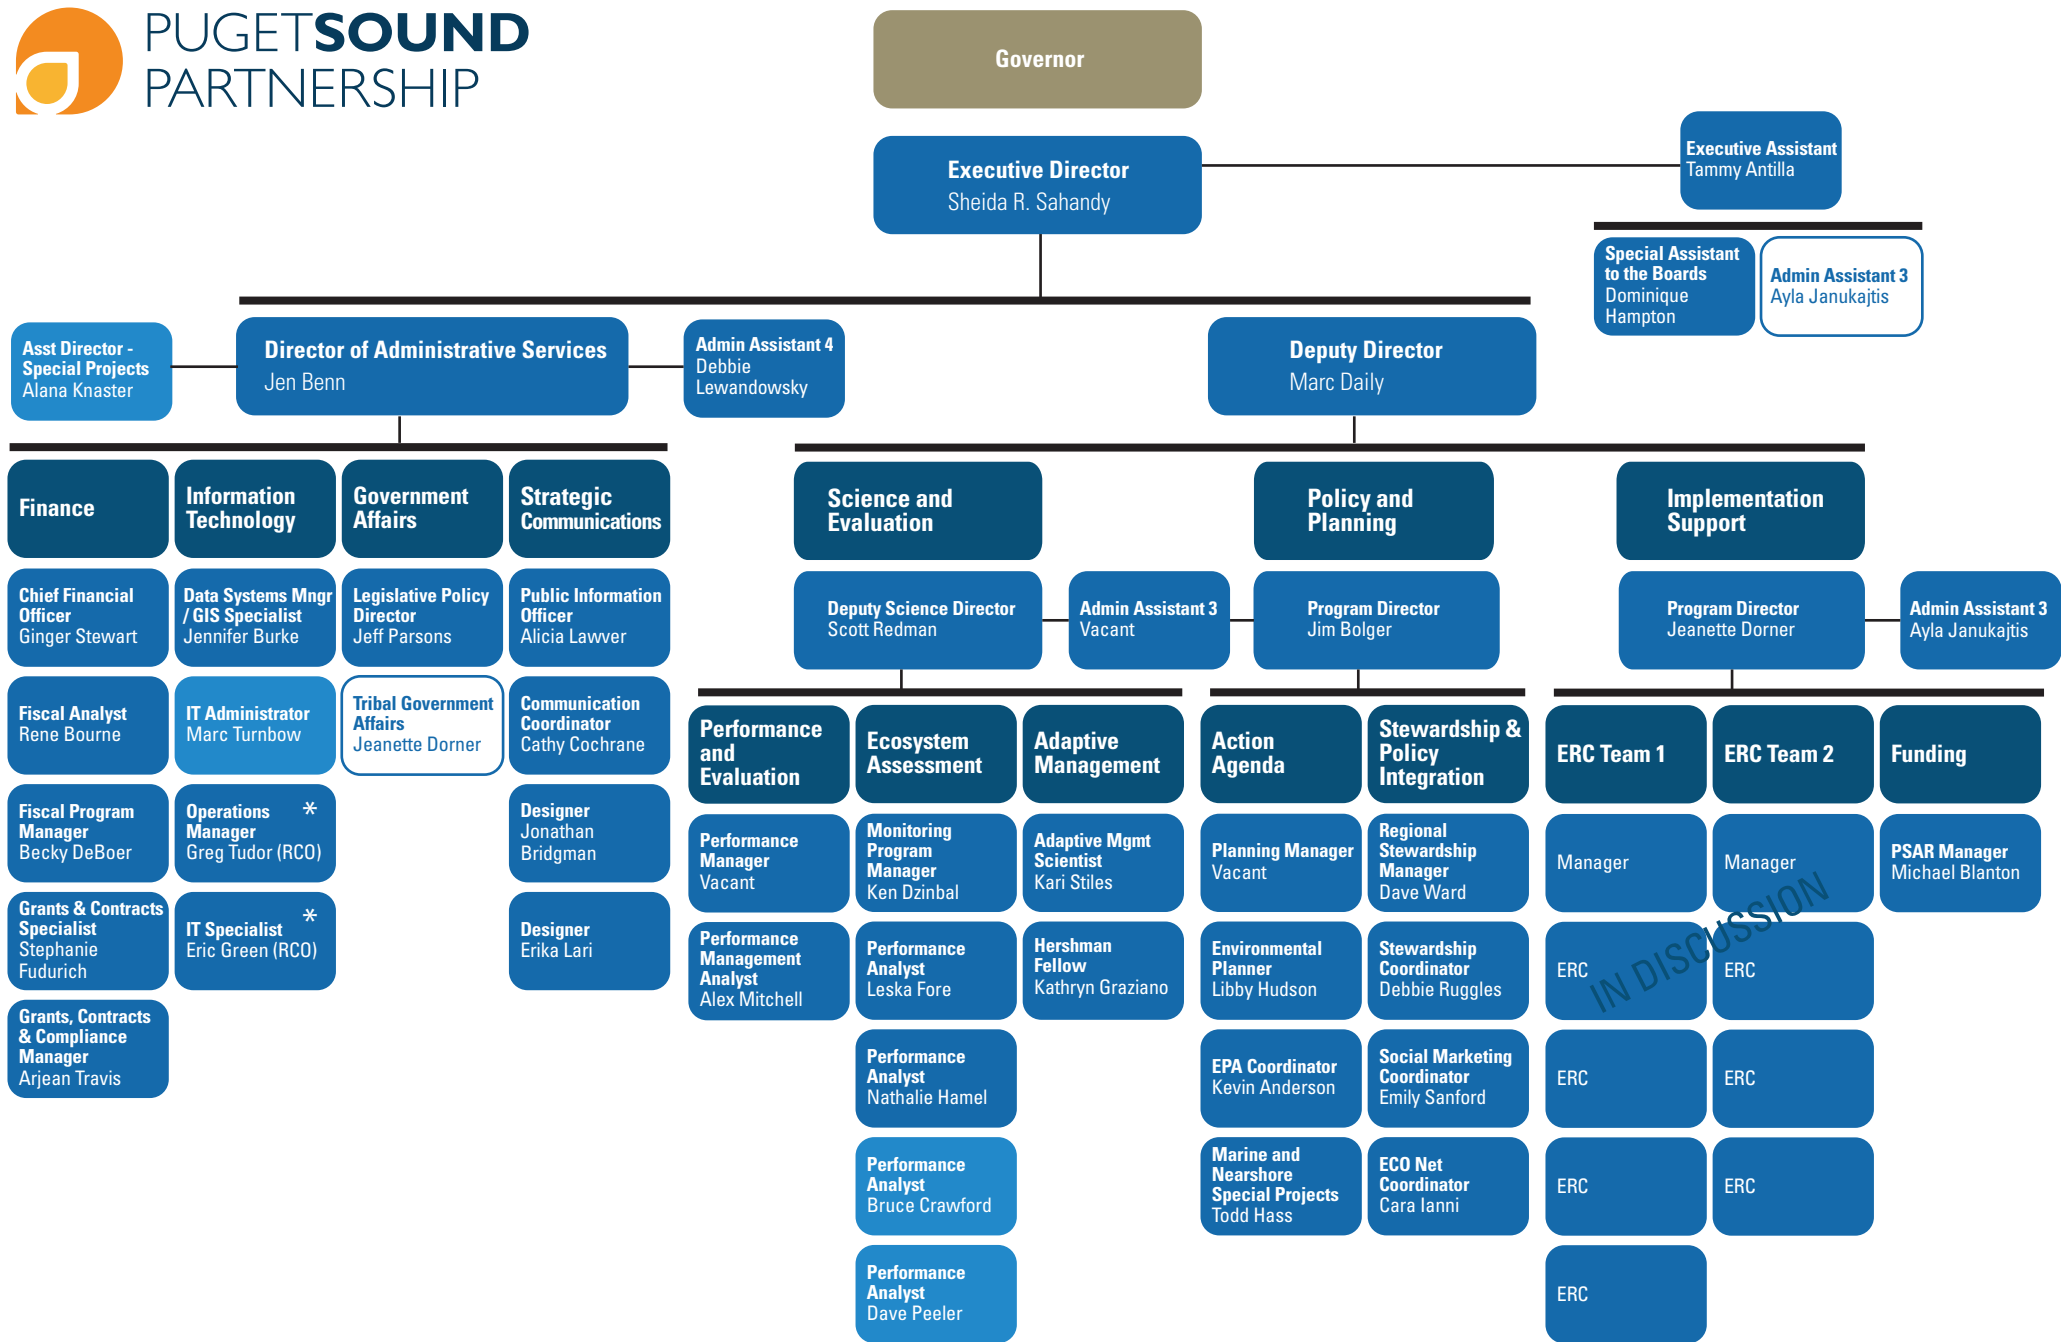 PUGETSOUND
PARTNERSHIP
Governor
Executive Director
Sheida R. Sahandy
Executive Assistant
Tammy Antilla
Special Assistant
to the Boards
Dominique
Hampton
Admin Assistant 3
Ayla Janukajtis
Asst Director -
Special Projects
Alana Knaster
Director of Administrative Services
Jen Benn
Admin Assistant 4
Debbie
Lewandowsky
Deputy Director
Marc Daily
Finance
Information
Technology
Government
Affairs
Strategic
Communications
Science and
Evaluation
Policy and
Planning
Implementation
Support
Chief Financial
Officer
Ginger Stewart
Data Systems Mngr
/ GIS Specialist
Jennifer Burke
Legislative Policy
Director
Jeff Parsons
Public Information
Officer
Alicia Lawver
Deputy Science Director
Scott Redman
Admin Assistant 3
Vacant
Program Director
Jim Bolger
Program Director
Jeanette Dorner
Admin Assistant 3
Ayla Janukajtis
Fiscal Analyst
Rene Bourne
IT Administrator
Marc Turnbow
Tribal Government
Affairs
Jeanette Dorner
Communication
Coordinator
Cathy Cochrane
Performance
and
Evaluation
Ecosystem
Assessment
Adaptive
Management
Action
Agenda
Stewardship &
Policy
Integration
ERC Team 1
ERC Team 2
Funding
Fiscal Program
Manager
Becky DeBoer
Operations *
Manager
Greg Tudor (RCO)
Designer
Jonathan
Bridgman
Performance
Manager
Vacant
Monitoring
Program
Manager
Ken Dzinbal
Adaptive Mgmt
Scientist
Kari Stiles
Planning Manager
Vacant
Regional
Stewardship
Manager
Dave Ward
Manager
Manager
PSAR Manager
Michael Blanton
Grants & Contracts
Specialist
Stephanie
Fudurich
IT Specialist *
Eric Green (RCO)
Designer
Erika Lari
Performance
Management
Analyst
Alex Mitchell
Performance
Analyst
Leska Fore
Hershman
Fellow
Kathryn Graziano
Environmental
Planner
Libby Hudson
Stewardship
Coordinator
Debbie Ruggles
ERC
ERC
IN DISCUSSION
Grants, Contracts
& Compliance
Manager
Arjean Travis
Performance
Analyst
Nathalie Hamel
EPA Coordinator
Kevin Anderson
Social Marketing
Coordinator
Emily Sanford
ERC
ERC
Performance
Analyst
Bruce Crawford
Marine and
Nearshore
Special Projects
Todd Hass
ECO Net
Coordinator
Cara Ianni
ERC
ERC
Performance
Analyst
Dave Peeler
ERC